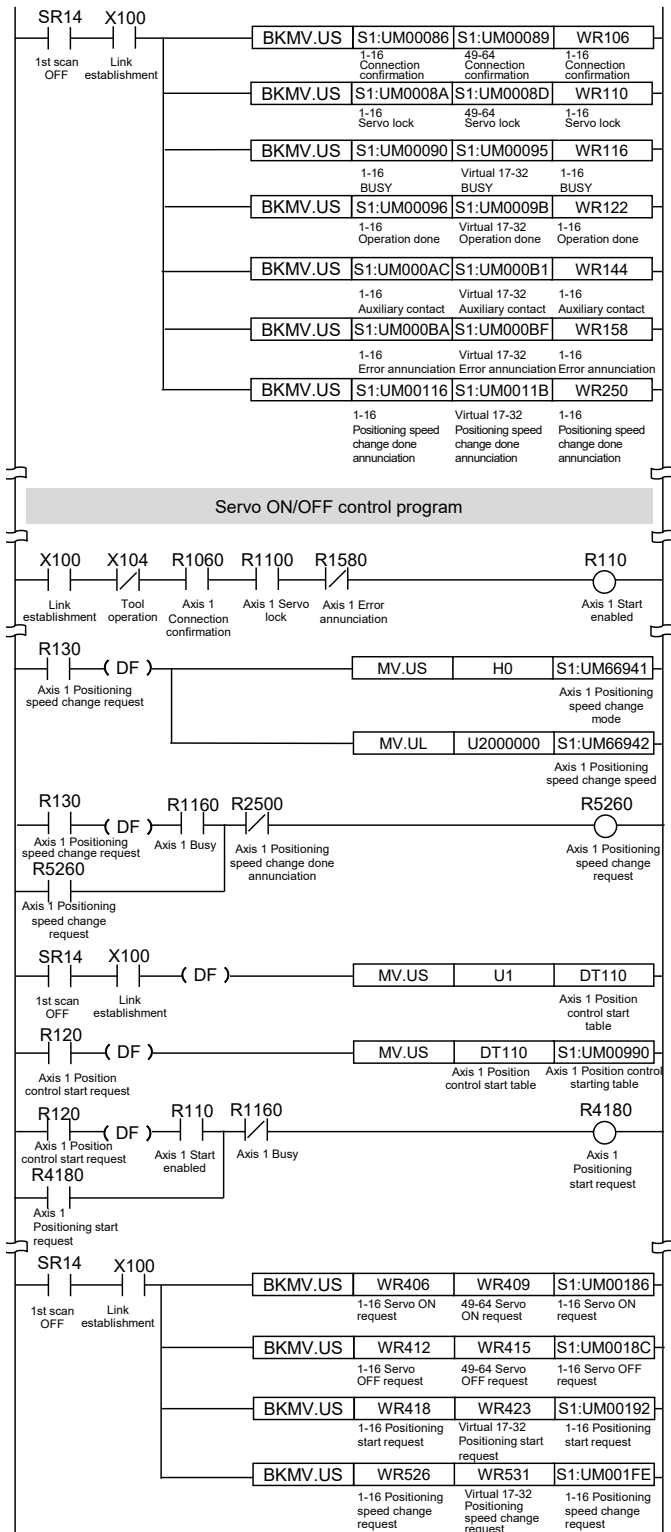 SR14 X100
BKMV.US S1:UM00086 S1:UM00089 WR106
1st scan OFF
Link establishment
1-16 Connection confirmation
49-64 Connection confirmation
1-16 Connection confirmation
BKMV.US S1:UM0008A S1:UM0008D WR110
1-16 Servo lock
49-64 Servo lock
1-16 Servo lock
BKMV.US S1:UM00090 S1:UM00095 WR116
1-16 BUSY
Virtual 17-32 BUSY
1-16 BUSY
BKMV.US S1:UM00096 S1:UM0009B WR122
1-16 Operation done
Virtual 17-32 Operation done
1-16 Operation done
BKMV.US S1:UM000AC S1:UM000B1 WR144
1-16 Auxiliary contact
Virtual 17-32 Auxiliary contact
1-16 Auxiliary contact
BKMV.US S1:UM000BA S1:UM000BF WR158
1-16 Error annunciation
Virtual 17-32 Error annunciation
1-16 Error annunciation
BKMV.US S1:UM00116 S1:UM0011B WR250
1-16 Positioning speed change done annunciation
Virtual 17-32 Positioning speed change done annunciation
1-16 Positioning speed change done annunciation
Servo ON/OFF control program
X100 X104 R1060 R1100 R1580 R110
Link establishment
Tool operation
Axis 1 Connection confirmation
Axis 1 Servo lock
Axis 1 Error annunciation
Axis 1 Start enabled
R130
( DF )
MV.US H0 S1:UM66941
Axis 1 Positioning speed change request
Axis 1 Positioning speed change mode
MV.UL U2000000 S1:UM66942
Axis 1 Positioning speed change speed
R130 R1160 R2500 R5260
( DF )
Axis 1 Positioning speed change request
Axis 1 Busy
Axis 1 Positioning speed change done annunciation
Axis 1 Positioning speed change request
R5260
Axis 1 Positioning speed change request
SR14 X100
( DF )
MV.US U1 DT110
1st scan OFF
Link establishment
Axis 1 Position control start table
R120
( DF )
MV.US DT110 S1:UM00990
Axis 1 Position control start request
Axis 1 Position control start table
Axis 1 Position control starting table
R120 R110 R1160 R4180
( DF )
Axis 1 Position control start request
Axis 1 Start enabled
Axis 1 Busy
Axis 1 Positioning start request
R4180
Axis 1 Positioning start request
SR14 X100
BKMV.US WR406 WR409 S1:UM00186
1st scan OFF
Link establishment
1-16 Servo ON request
49-64 Servo ON request
1-16 Servo ON request
BKMV.US WR412 WR415 S1:UM0018C
1-16 Servo OFF request
49-64 Servo OFF request
1-16 Servo OFF request
BKMV.US WR418 WR423 S1:UM00192
1-16 Positioning start request
Virtual 17-32 Positioning start request
1-16 Positioning start request
BKMV.US WR526 WR531 S1:UM001FE
1-16 Positioning speed change request
Virtual 17-32 Positioning speed change request
1-16 Positioning speed change request